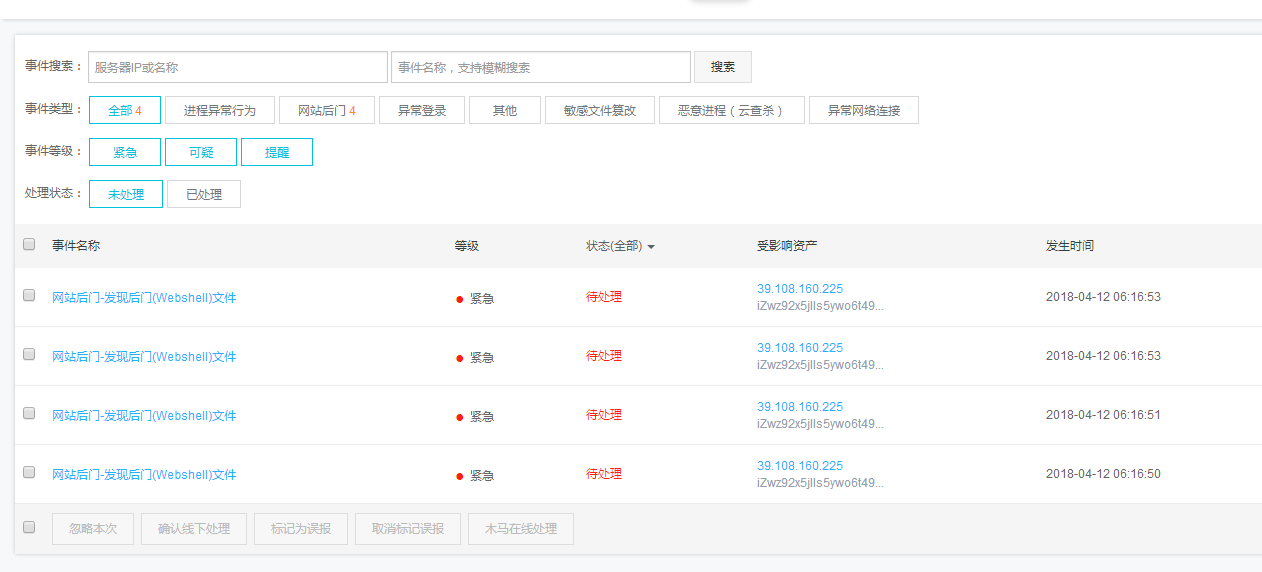 事件搜索： 服务器IP或名称 事件名称，支持模糊搜索 搜索
事件类型： 全部 4 进程异常行为 网站后门 4 异常登录 其他 敏感文件篡改 恶意进程（云查杀） 异常网络连接
事件等级： 紧急 可疑 提醒
处理状态： 未处理 已处理
事件名称 等级 状态(全部) 受影响资产 发生时间
网站后门-发现后门(Webshell)文件 紧急 待处理 39.108.160.225 2018-04-12 06:16:53
iZwz92x5jlls5ywo6t49...
网站后门-发现后门(Webshell)文件 紧急 待处理 39.108.160.225 2018-04-12 06:16:53
iZwz92x5jlls5ywo6t49...
网站后门-发现后门(Webshell)文件 紧急 待处理 39.108.160.225 2018-04-12 06:16:51
iZwz92x5jlls5ywo6t49...
网站后门-发现后门(Webshell)文件 紧急 待处理 39.108.160.225 2018-04-12 06:16:50
iZwz92x5jlls5ywo6t49...
忽略本次 确认线下处理 标记为误报 取消标记误报 木马在线处理